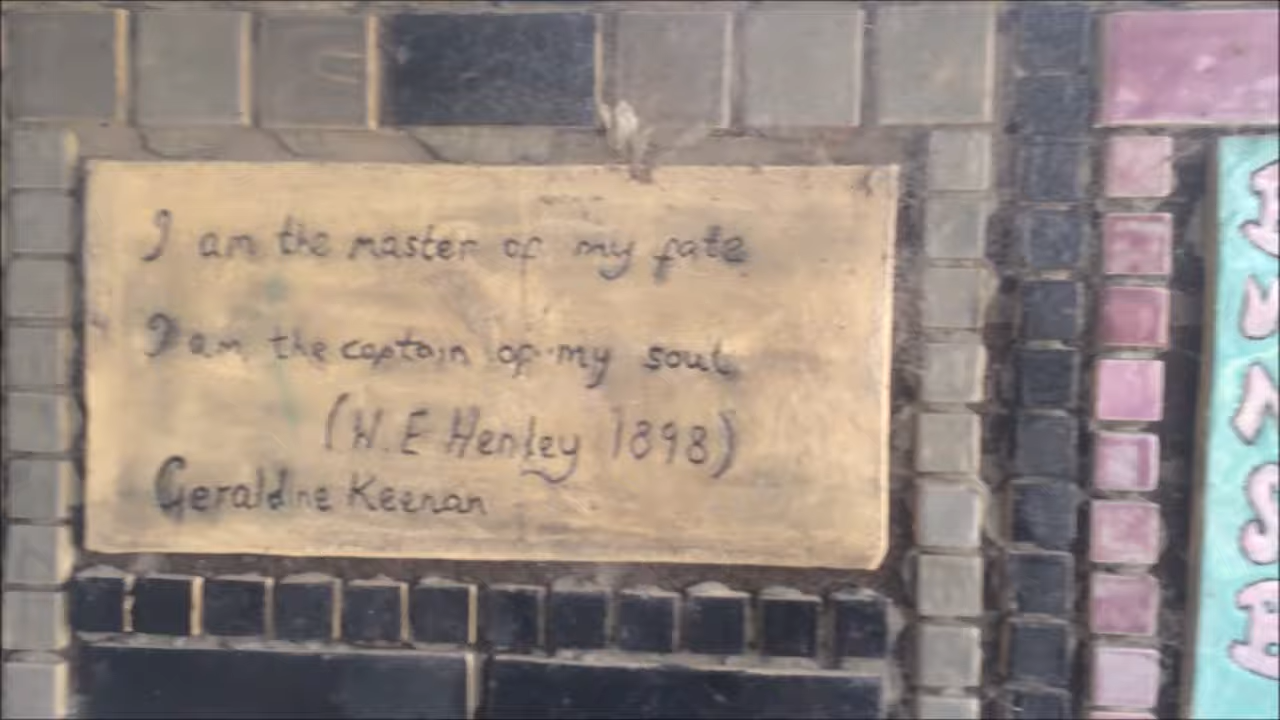 I am the master of my fate
I am the captain of my soul
(W.E Henley 1898)
Geraldine Keenan